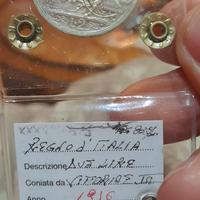 REGNO D'ITALIA
Descrizione DUE LIRE
Coniata da VITTORIO E. III
Anno 1916